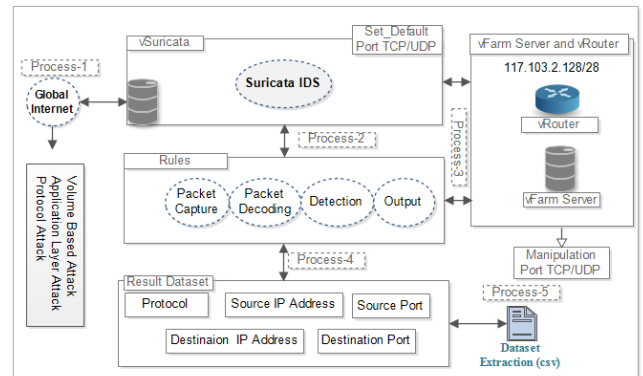 vSuricata
Set_Default
Port TCP/UDP
Suricata IDS
Process-1
Global
Internet
Volume Based Attack
Application Layer Attack
Protocol Attack
Process-2
Rules
Packet
Capture
Packet
Decoding
Detection
Output
Process-3
vFarm Server and vRouter
117.103.2.128/28
vRouter
vFarm Server
Manipulation
Port TCP/UDP
Process-4
Result Dataset
Protocol
Source IP Address
Source Port
Destinaion IP Address
Destination Port
Process-5
Dataset
Extraction (csv)